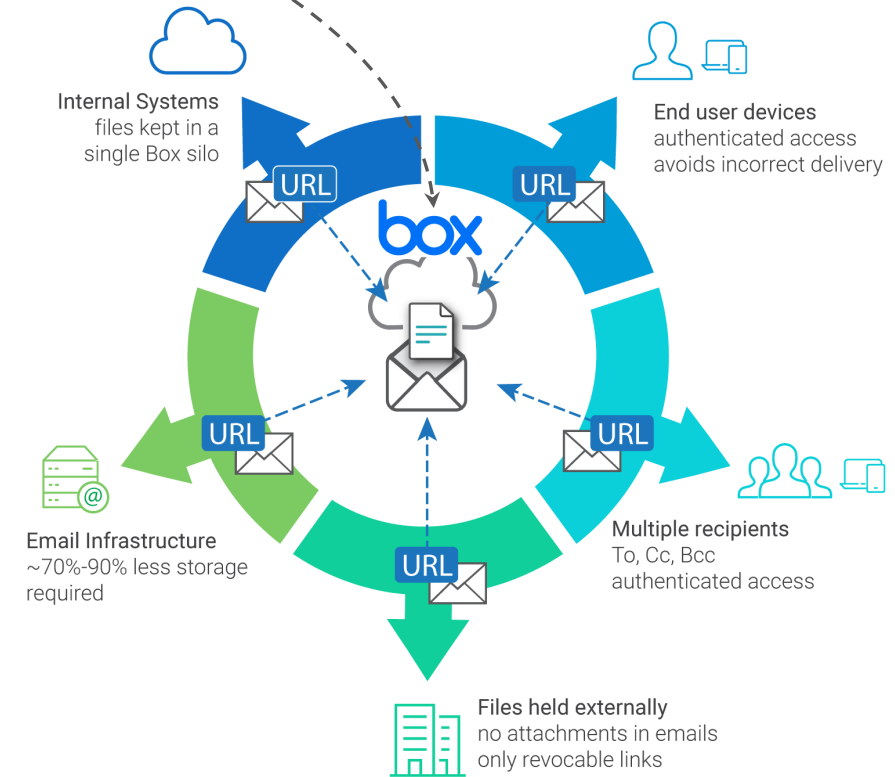 Internal Systems
files kept in a
single Box silo
End user devices
authenticated access
avoids incorrect delivery
URL
URL
box
URL
URL
@
Email Infrastructure
~70%-90% less storage
required
Multiple recipients
To, Cc, Bcc
authenticated access
URL
Files held externally
no attachments in emails
only revocable links